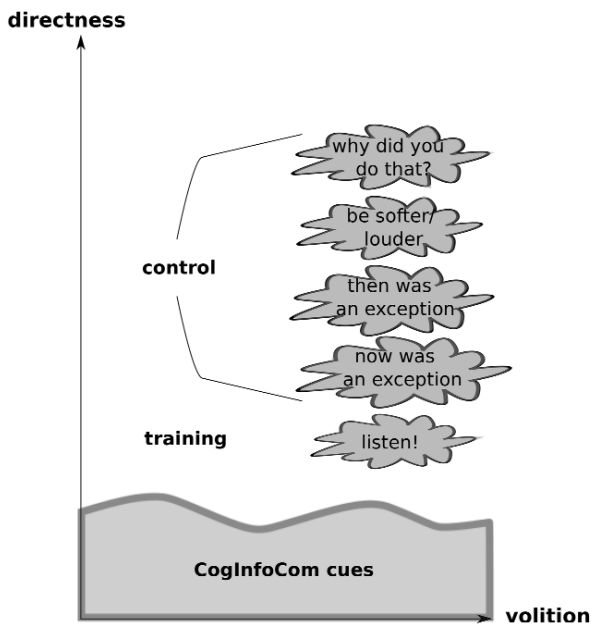 directness
why did you
do that?
be softer/
louder
control
then was
an exception
now was
an exception
training
listen!
CogInfoCom cues
volition